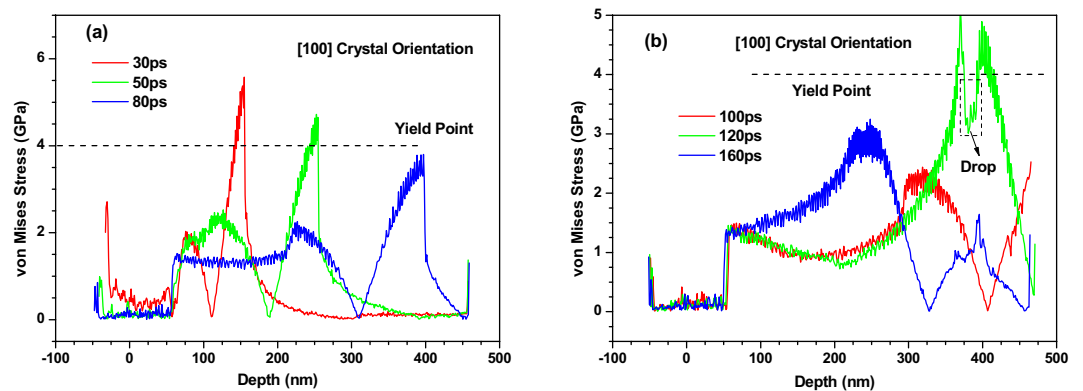 (a)
[100] Crystal Orientation
30ps
50ps
80ps
Yield Point
6
4
2
0
von Mises Stress (GPa)
-100 0 100 200 300 400 500
Depth (nm)
(b)
[100] Crystal Orientation
Yield Point
100ps
120ps
160ps
Drop
5
4
3
2
1
0
von Mises Stress (GPa)
-100 0 100 200 300 400 500
Depth (nm)